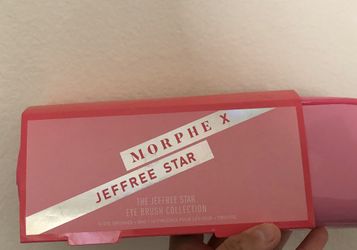 MORPHE X
JEFFREE STAR
THE JEFFREE STAR
EYE BRUSH COLLECTION